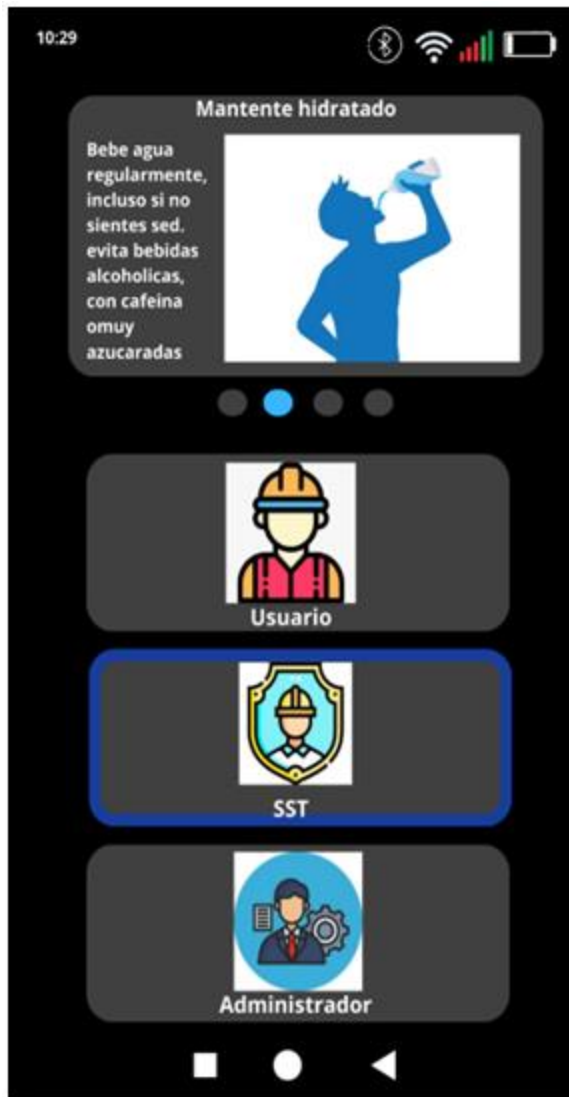 10:29
Mantente hidratado
Bebe agua
regularmente,
incluso si no
sientes sed.
evita bebidas
alcoholicas,
con cafeina
omuy
azucaradas
Usuario
SST
Administrador